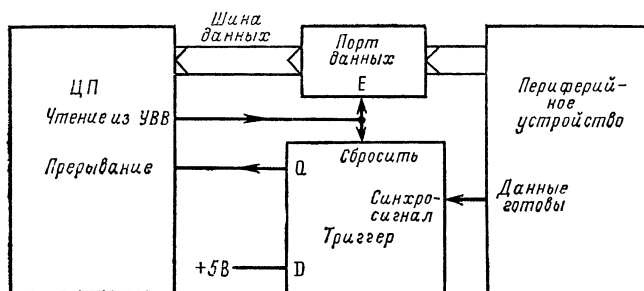 Шина
данных
Порт
данных
E
ЦП
Чтение из УВВ
Прерывание
Периферий-
ное
устройство
Сбросить
Q
Синхро-
сигнал
Данные
готовы
Триггер
+5В
D